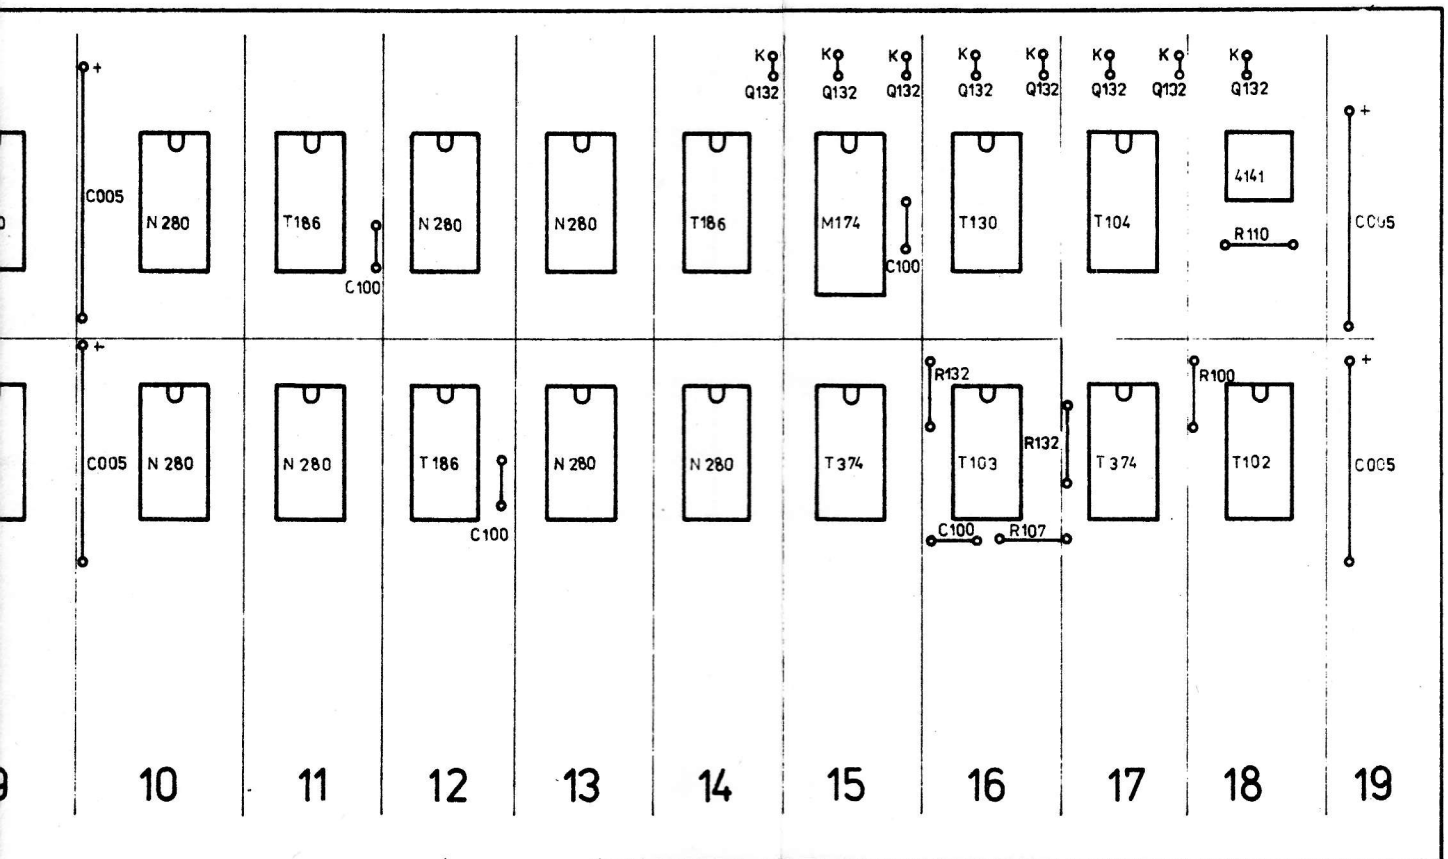 K K K K K K K K
Q132 Q132 Q132 Q132 Q132 Q132 Q132 Q132
+ +
C005 N 280 T186 N 280 N 280 T186 M174 T130 T104 4141
R110
C100 C100
+ +
R132 R100
R132
C005 N 280 N 280 T 186 N 280 N 280 T 374 T103 T 374 T102 C005
C100 C100 R107
10 11 12 13 14 15 16 17 18 19